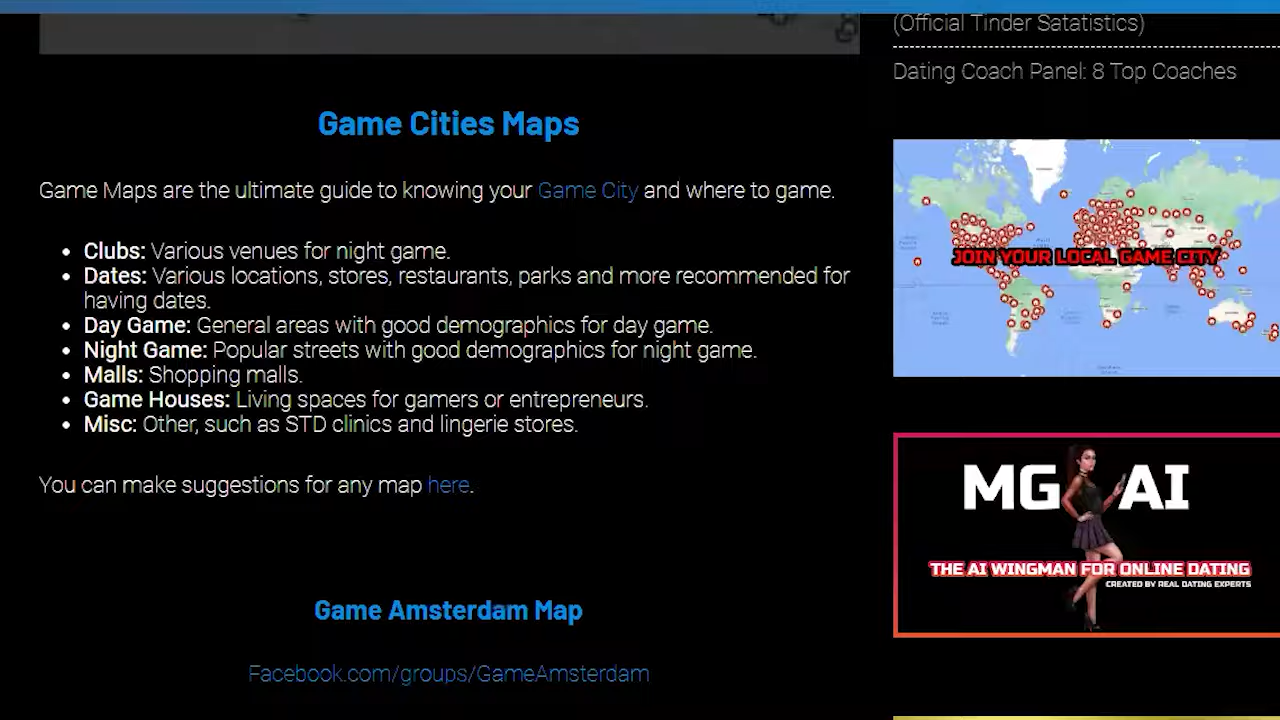 (Official Tinder Satatistics)
Dating Coach Panel: 8 Top Coaches
Game Cities Maps
Game Maps are the ultimate guide to knowing your Game City and where to game.
Clubs: Various venues for night game.
Dates: Various locations, stores, restaurants, parks and more recommended for
having dates.
Day Game: General areas with good demographics for day game.
Night Game: Popular streets with good demographics for night game.
Malls: Shopping malls.
Game Houses: Living spaces for gamers or entrepreneurs.
Misc: Other, such as STD clinics and lingerie stores.
You can make suggestions for any map here.
Game Amsterdam Map
Facebook.com/groups/GameAmsterdam
JOIN YOUR LOCAL GAME CITY
MG AI
THE AI WINGMAN FOR ONLINE DATING
CREATED BY REAL DATING EXPERTS